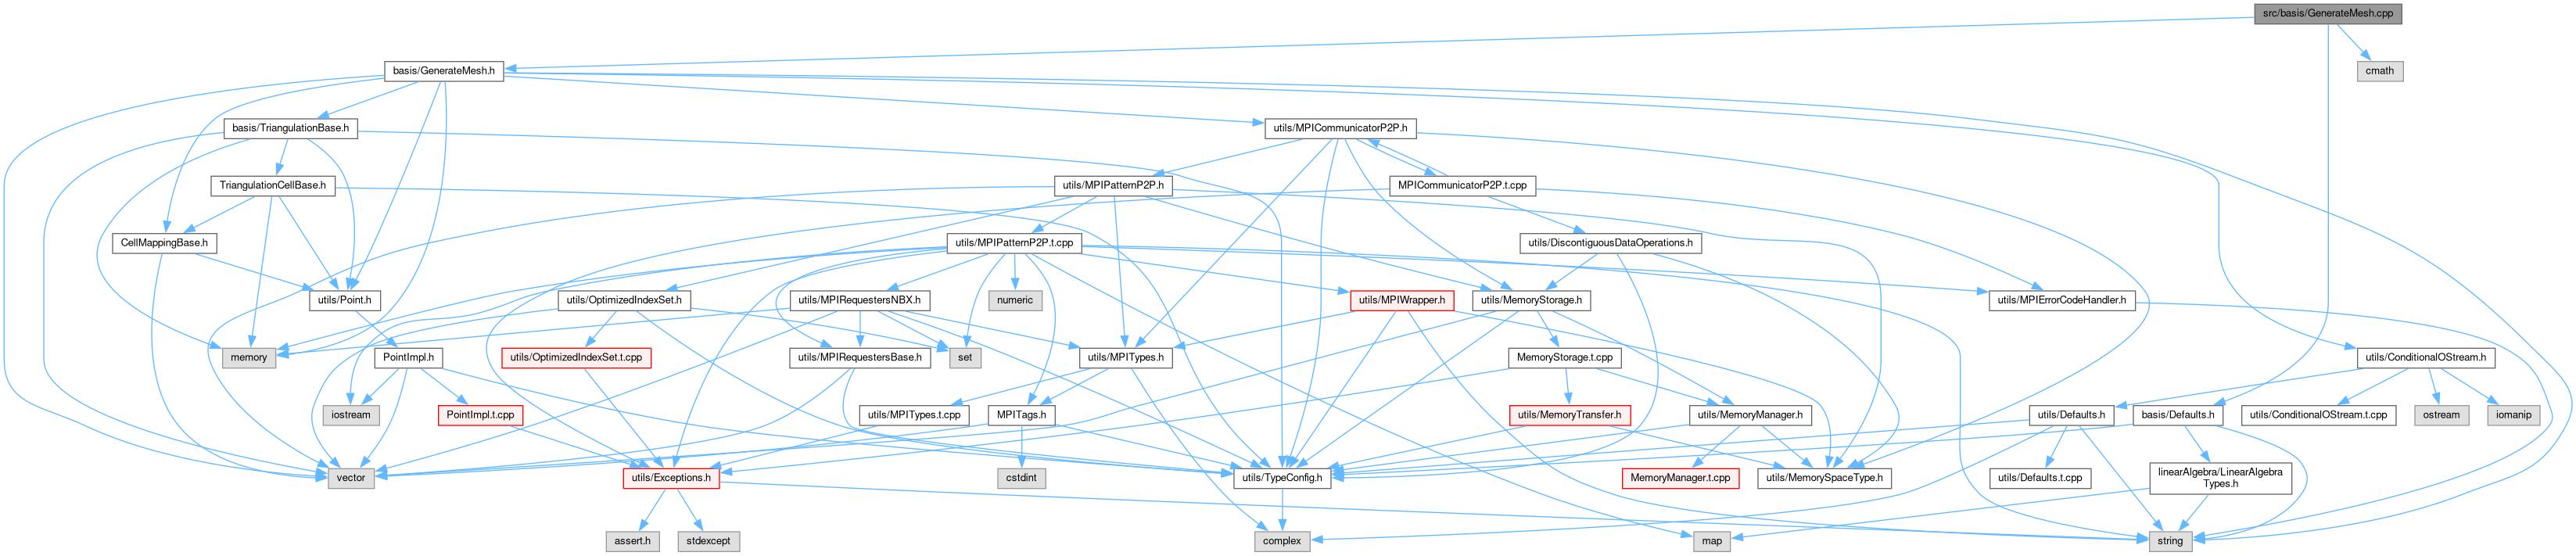 src/basis/GenerateMesh.cpp
basis/GenerateMesh.h
cmath
basis/TriangulationBase.h
utils/MPICommunicatorP2P.h
TriangulationCellBase.h
utils/MPIPatternP2P.h
MPICommunicatorP2P.t.cpp
CellMappingBase.h
utils/MPIPatternP2P.t.cpp
utils/DiscontiguousDataOperations.h
utils/Point.h
utils/OptimizedIndexSet.h
utils/MPIRequestersNBX.h
numeric
utils/MPIWrapper.h
utils/MemoryStorage.h
utils/MPIErrorCodeHandler.h
memory
PointImpl.h
utils/OptimizedIndexSet.t.cpp
utils/MPIRequestersBase.h
set
utils/MPITypes.h
MemoryStorage.t.cpp
utils/ConditionalOStream.h
iostream
PointImpl.t.cpp
utils/MPITypes.t.cpp
MPITags.h
utils/MemoryTransfer.h
utils/MemoryManager.h
utils/Defaults.h
basis/Defaults.h
utils/ConditionalOStream.t.cpp
ostream
iomanip
vector
utils/Exceptions.h
cstdint
utils/TypeConfig.h
MemoryManager.t.cpp
utils/MemorySpaceType.h
utils/Defaults.t.cpp
linearAlgebra/LinearAlgebra
Types.h
assert.h
stdexcept
complex
map
string